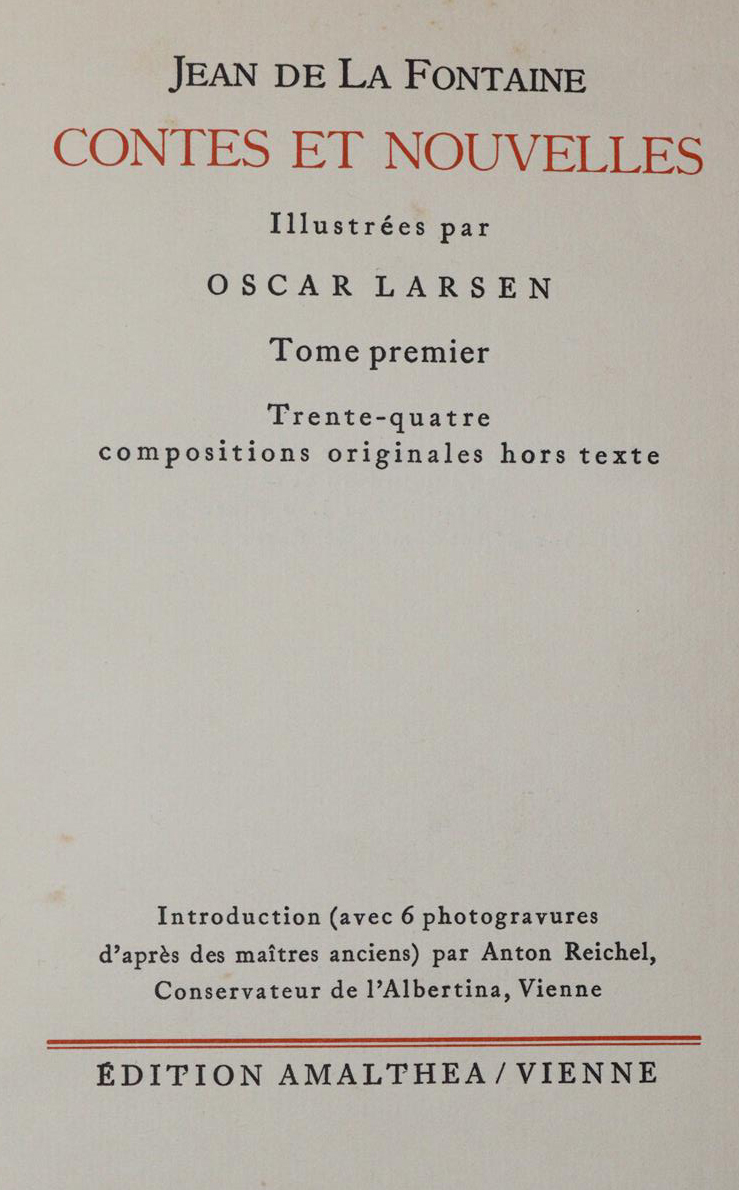 JEAN DE LA FONTAINE
CONTES ET NOUVELLES
Illustrées par
OSCAR LARSEN
Tome premier
Trente-quatre
compositions originales hors texte
Introduction (avec 6 photogravures
d'après des maîtres anciens) par Anton Reichel,
Conservateur de l'Albertina, Vienne
ÉDITION AMALTHEA / VIENNE